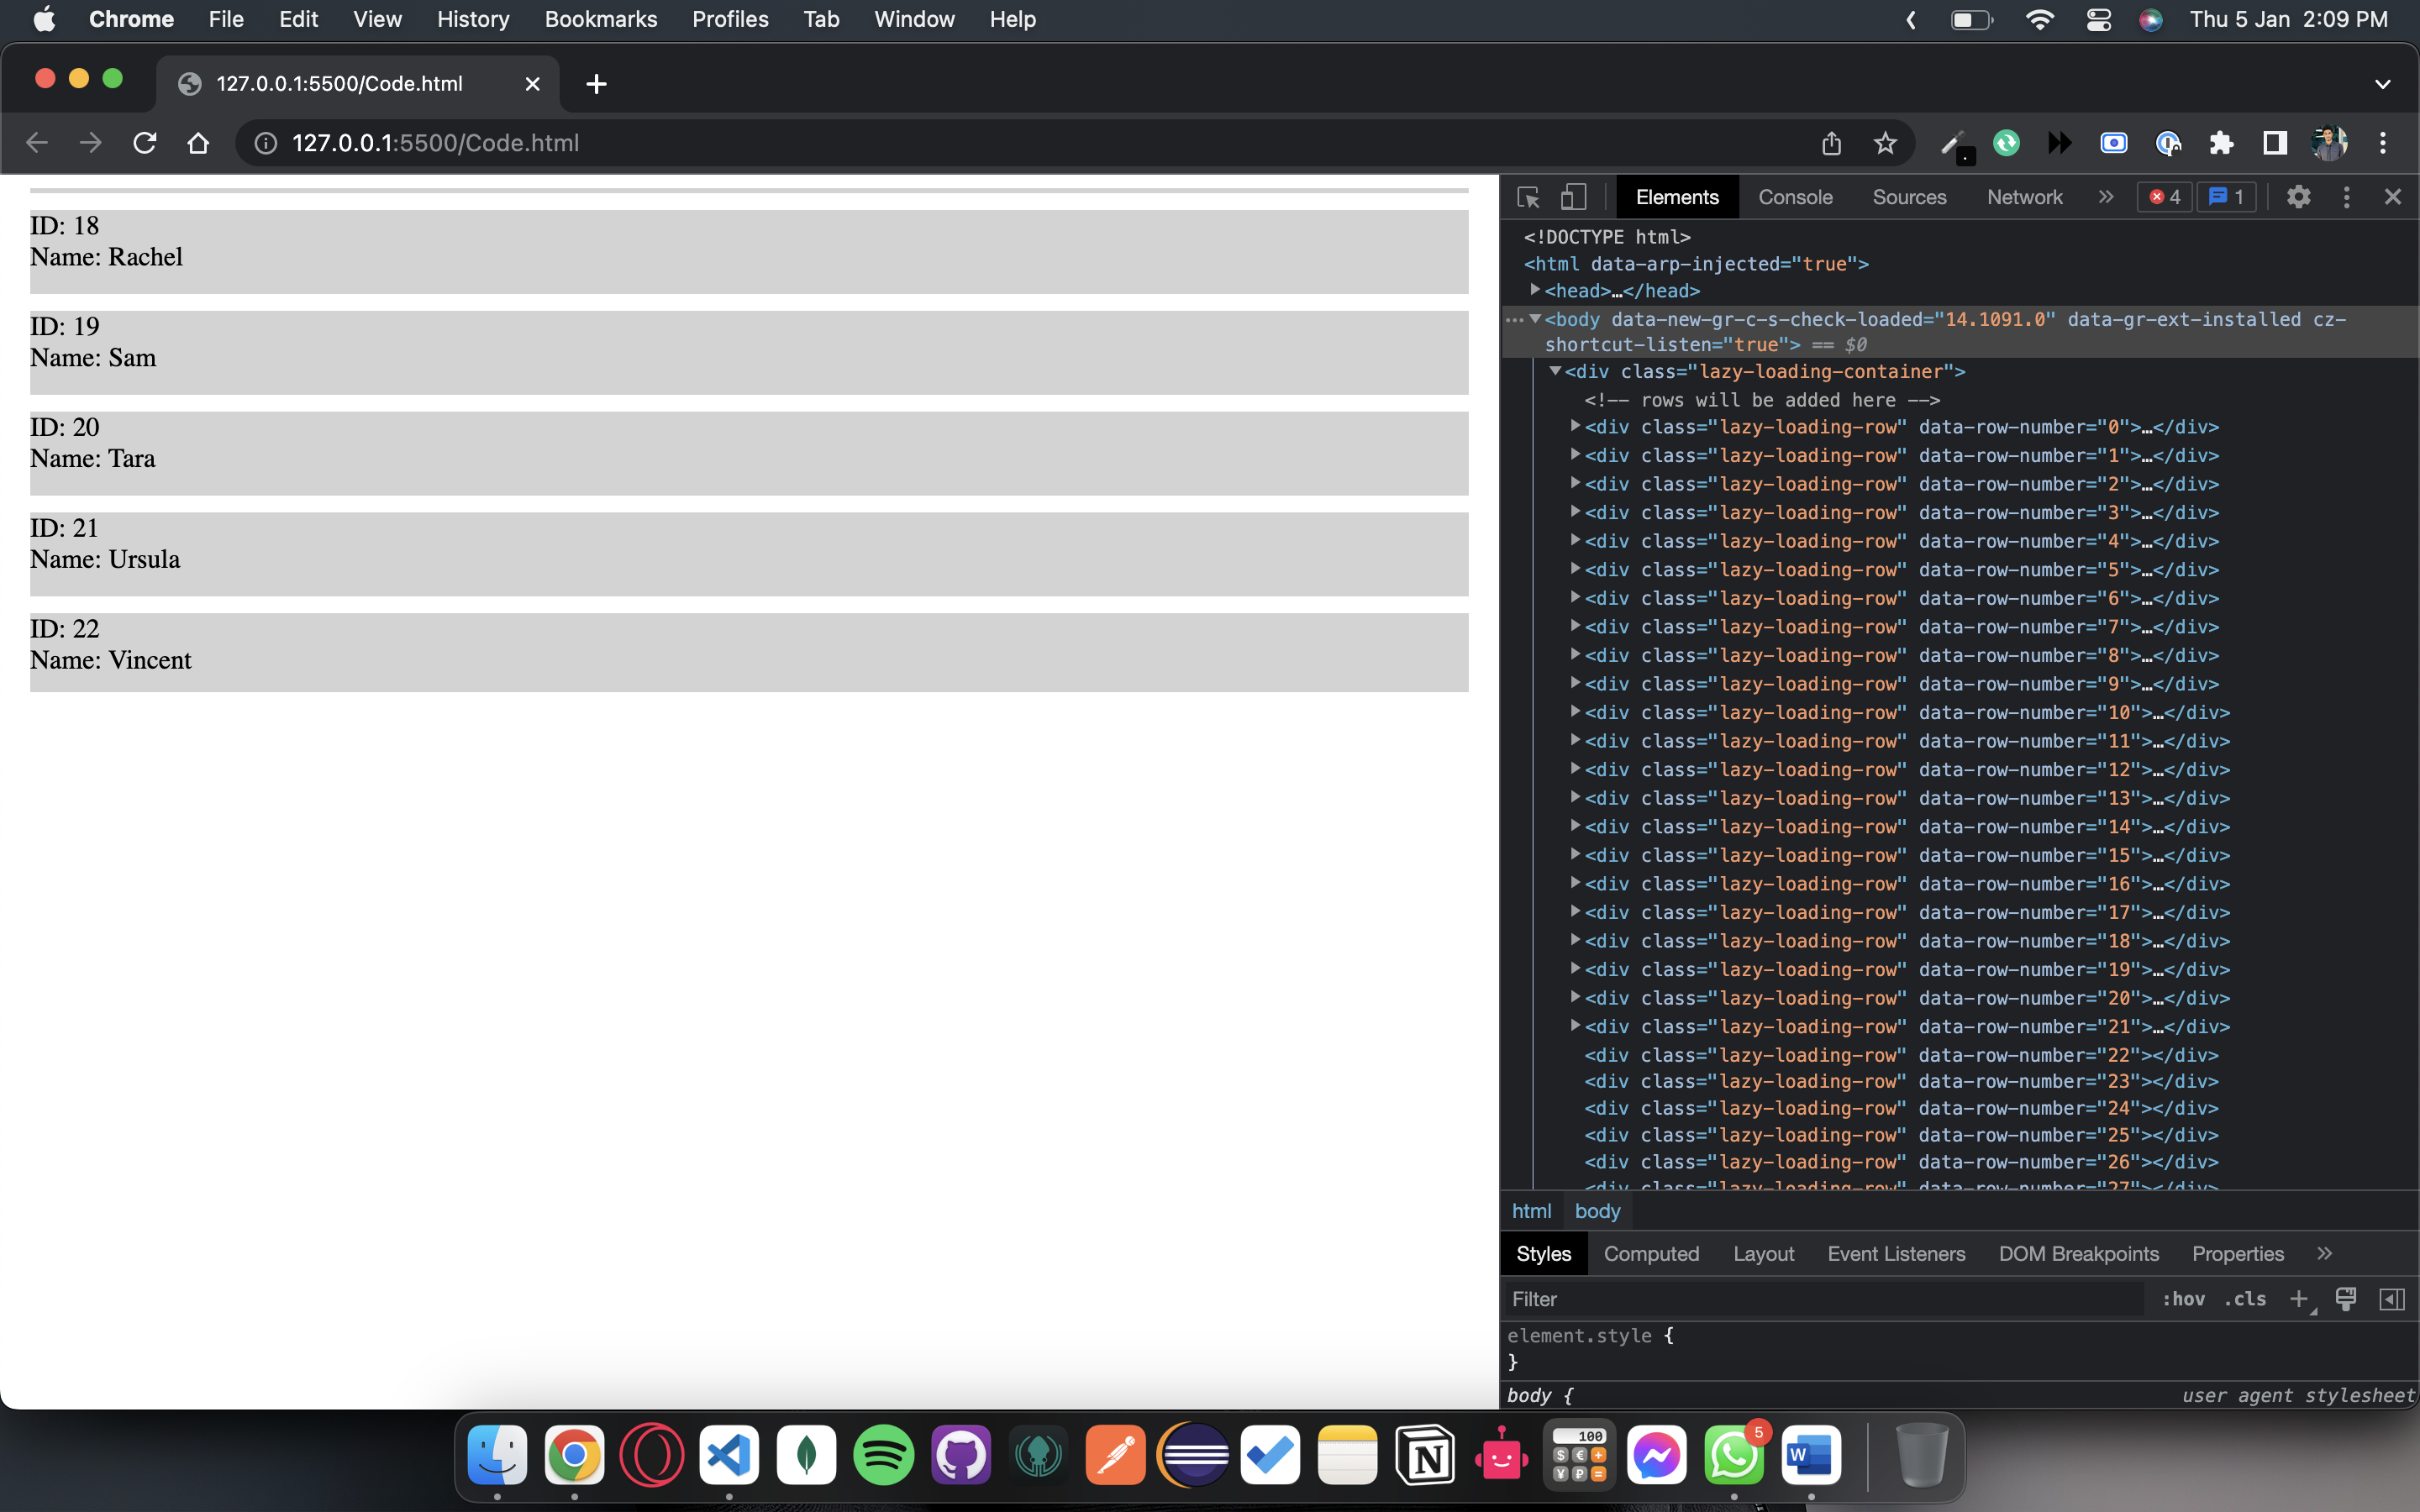 Chrome File Edit View History Bookmarks Profiles Tab Window Help Thu 5 Jan 2:09 PM
127.0.0.1:5500/Code.html
127.0.0.1:5500/Code.html
ID: 18
Name: Rachel
ID: 19
Name: Sam
ID: 20
Name: Tara
ID: 21
Name: Ursula
ID: 22
Name: Vincent
Elements Console Sources Network » 4 1
<!DOCTYPE html>
<html data-arp-injected="true">
<head>…</head>
<body data-new-gr-c-s-check-loaded="14.1091.0" data-gr-ext-installed cz-
shortcut-listen="true"> == $0
<div class="lazy-loading-container">
<!-- rows will be added here -->
<div class="lazy-loading-row" data-row-number="0">…</div>
<div class="lazy-loading-row" data-row-number="1">…</div>
<div class="lazy-loading-row" data-row-number="2">…</div>
<div class="lazy-loading-row" data-row-number="3">…</div>
<div class="lazy-loading-row" data-row-number="4">…</div>
<div class="lazy-loading-row" data-row-number="5">…</div>
<div class="lazy-loading-row" data-row-number="6">…</div>
<div class="lazy-loading-row" data-row-number="7">…</div>
<div class="lazy-loading-row" data-row-number="8">…</div>
<div class="lazy-loading-row" data-row-number="9">…</div>
<div class="lazy-loading-row" data-row-number="10">…</div>
<div class="lazy-loading-row" data-row-number="11">…</div>
<div class="lazy-loading-row" data-row-number="12">…</div>
<div class="lazy-loading-row" data-row-number="13">…</div>
<div class="lazy-loading-row" data-row-number="14">…</div>
<div class="lazy-loading-row" data-row-number="15">…</div>
<div class="lazy-loading-row" data-row-number="16">…</div>
<div class="lazy-loading-row" data-row-number="17">…</div>
<div class="lazy-loading-row" data-row-number="18">…</div>
<div class="lazy-loading-row" data-row-number="19">…</div>
<div class="lazy-loading-row" data-row-number="20">…</div>
<div class="lazy-loading-row" data-row-number="21">…</div>
<div class="lazy-loading-row" data-row-number="22"></div>
<div class="lazy-loading-row" data-row-number="23"></div>
<div class="lazy-loading-row" data-row-number="24"></div>
<div class="lazy-loading-row" data-row-number="25"></div>
<div class="lazy-loading-row" data-row-number="26"></div>
<div class="lazy-loading-row" data-row-number="27"></div>
html body
Styles Computed Layout Event Listeners DOM Breakpoints Properties »
Filter :hov .cls
element.style {
}
body { user agent stylesheet
100
5
W